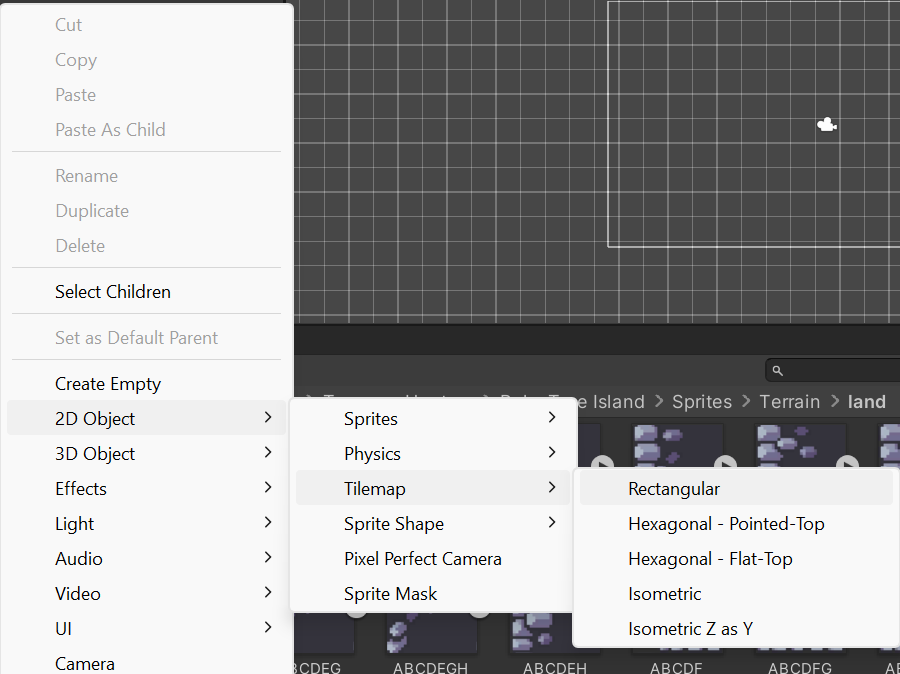 Cut
Copy
Paste
Paste As Child
Rename
Duplicate
Delete
Select Children
Set as Default Parent
Create Empty
2D Object
3D Object
Effects
Light
Audio
Video
UI
Camera
Sprites
Physics
Tilemap
Sprite Shape
Pixel Perfect Camera
Sprite Mask
Rectangular
Hexagonal - Pointed-Top
Hexagonal - Flat-Top
Isometric
Isometric Z as Y
Island > Sprites > Terrain > land
BCDEG
ABCDEGH
ABCDEH
ABCDF
ABCDFG